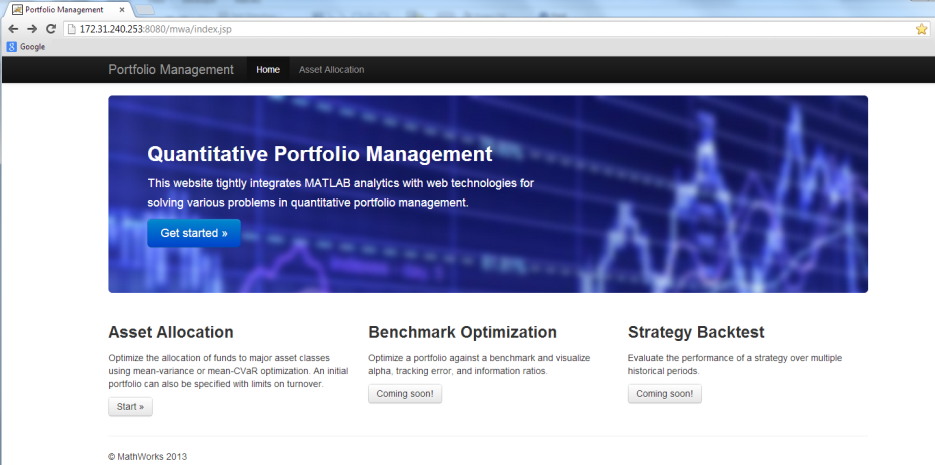 Portfolio Management
172.31.240.253:8080/mwa/index.jsp
Google
Portfolio Management Home Asset Allocation
Quantitative Portfolio Management
This website tightly integrates MATLAB analytics with web technologies for
solving various problems in quantitative portfolio management.
Get started »
Asset Allocation
Optimize the allocation of funds to major asset classes
using mean-variance or mean-CVaR optimization. An initial
portfolio can also be specified with limits on turnover.
Start »
Benchmark Optimization
Optimize a portfolio against a benchmark and visualize
alpha, tracking error, and information ratios.
Coming soon!
Strategy Backtest
Evaluate the performance of a strategy over multiple
historical periods.
Coming soon!
© MathWorks 2013